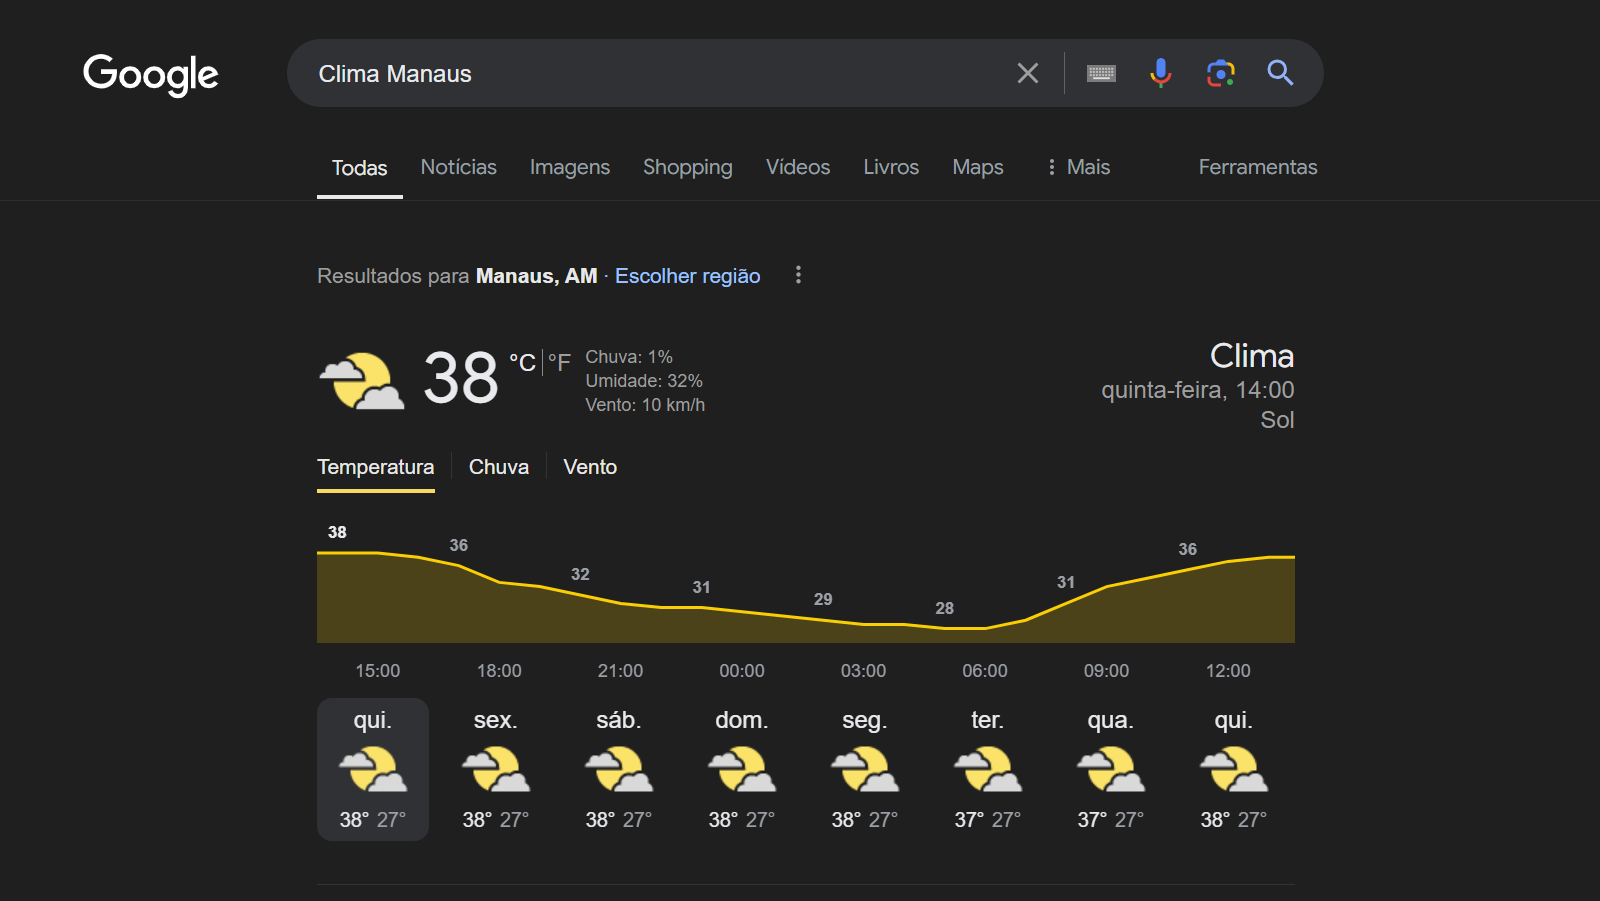 Google
Clima Manaus
Todas Notícias Imagens Shopping Vídeos Livros Maps Mais Ferramentas
Resultados para Manaus, AM · Escolher região
38 °C °F
Chuva: 1%
Umidade: 32%
Vento: 10 km/h
Clima
quinta-feira, 14:00
Sol
Temperatura Chuva Vento
38 36 32 31 29 28 31 36
15:00 18:00 21:00 00:00 03:00 06:00 09:00 12:00
qui. sex. sáb. dom. seg. ter. qua. qui.
38° 27° 38° 27° 38° 27° 38° 27° 38° 27° 37° 27° 37° 27° 38° 27°